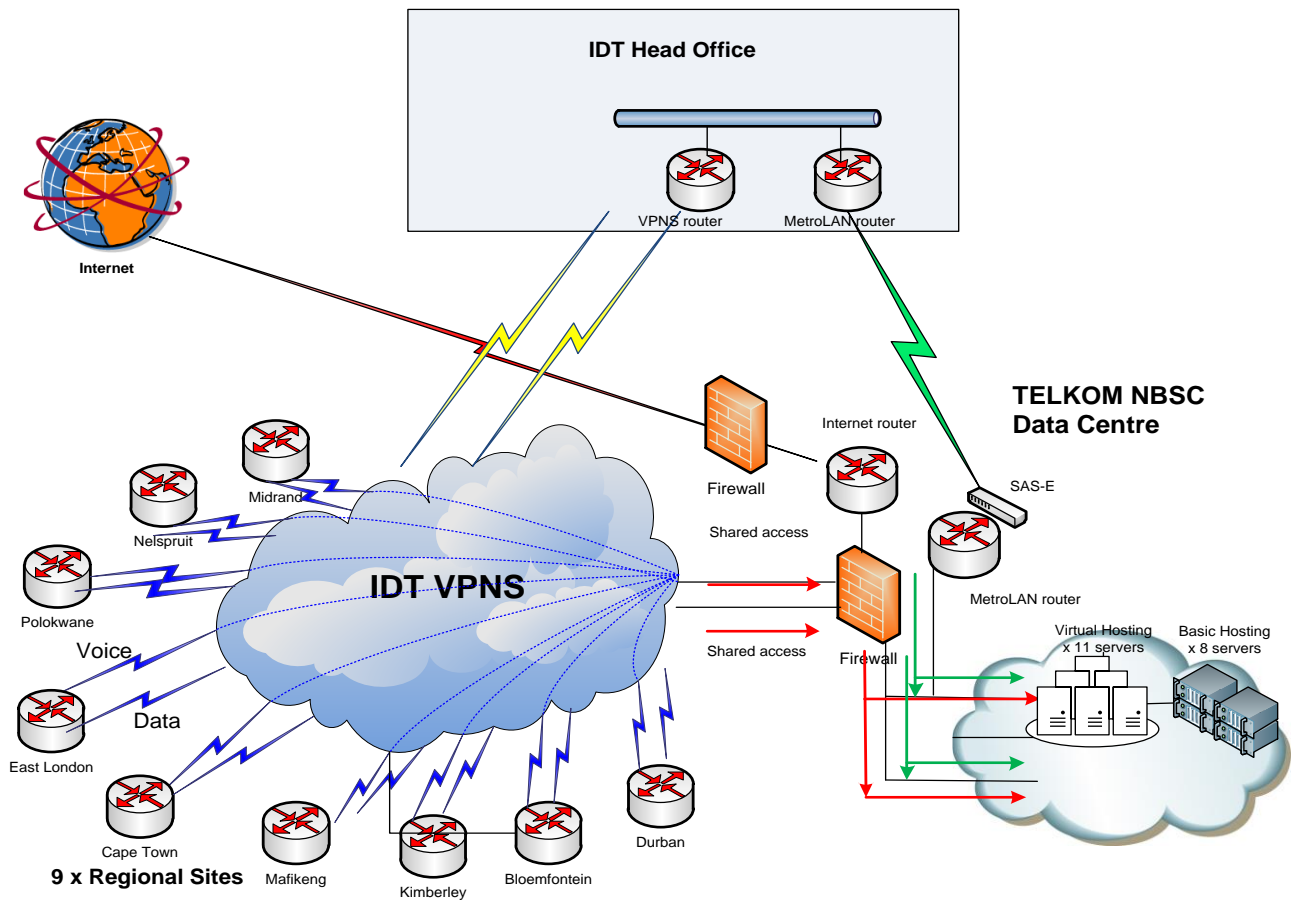 IDT Head Office
VPNS router
MetroLAN router
Internet
TELKOM NBSC
Data Centre
Internet router
Firewall
SAS-E
Midrand
Nelspruit
Shared access
IDT VPNS
Polokwane
MetroLAN router
Voice
Virtual Hosting
x 11 servers
Basic Hosting
x 8 servers
Shared access
Firewall
Data
East London
Cape Town
Durban
9 x Regional Sites
Mafikeng
Kimberley
Bloemfontein